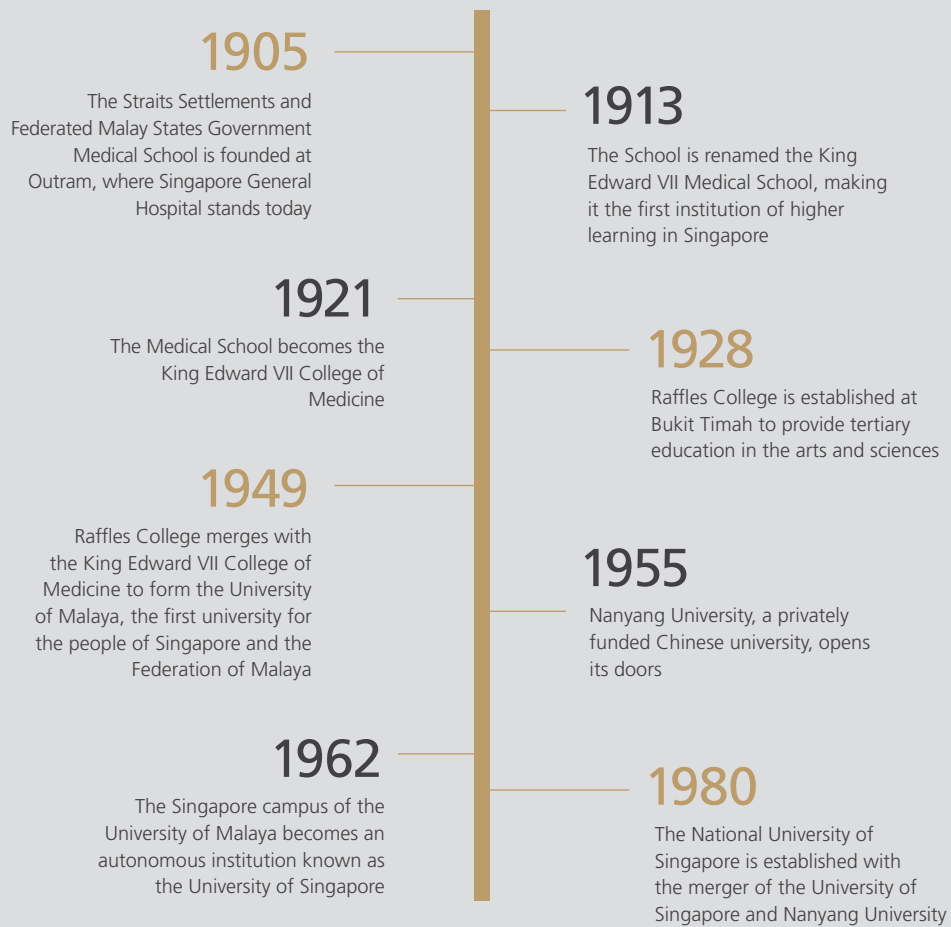 1905
The Straits Settlements and
Federated Malay States Government
Medical School is founded at
Outram, where Singapore General
Hospital stands today
1913
The School is renamed the King
Edward VII Medical School, making
it the first institution of higher
learning in Singapore
1921
The Medical School becomes the
King Edward VII College of
Medicine
1928
Raffles College is established at
Bukit Timah to provide tertiary
education in the arts and sciences
1949
Raffles College merges with
the King Edward VII College of
Medicine to form the University
of Malaya, the first university for
the people of Singapore and the
Federation of Malaya
1955
Nanyang University, a privately
funded Chinese university, opens
its doors
1962
The Singapore campus of the
University of Malaya becomes an
autonomous institution known as
the University of Singapore
1980
The National University of
Singapore is established with
the merger of the University of
Singapore and Nanyang University